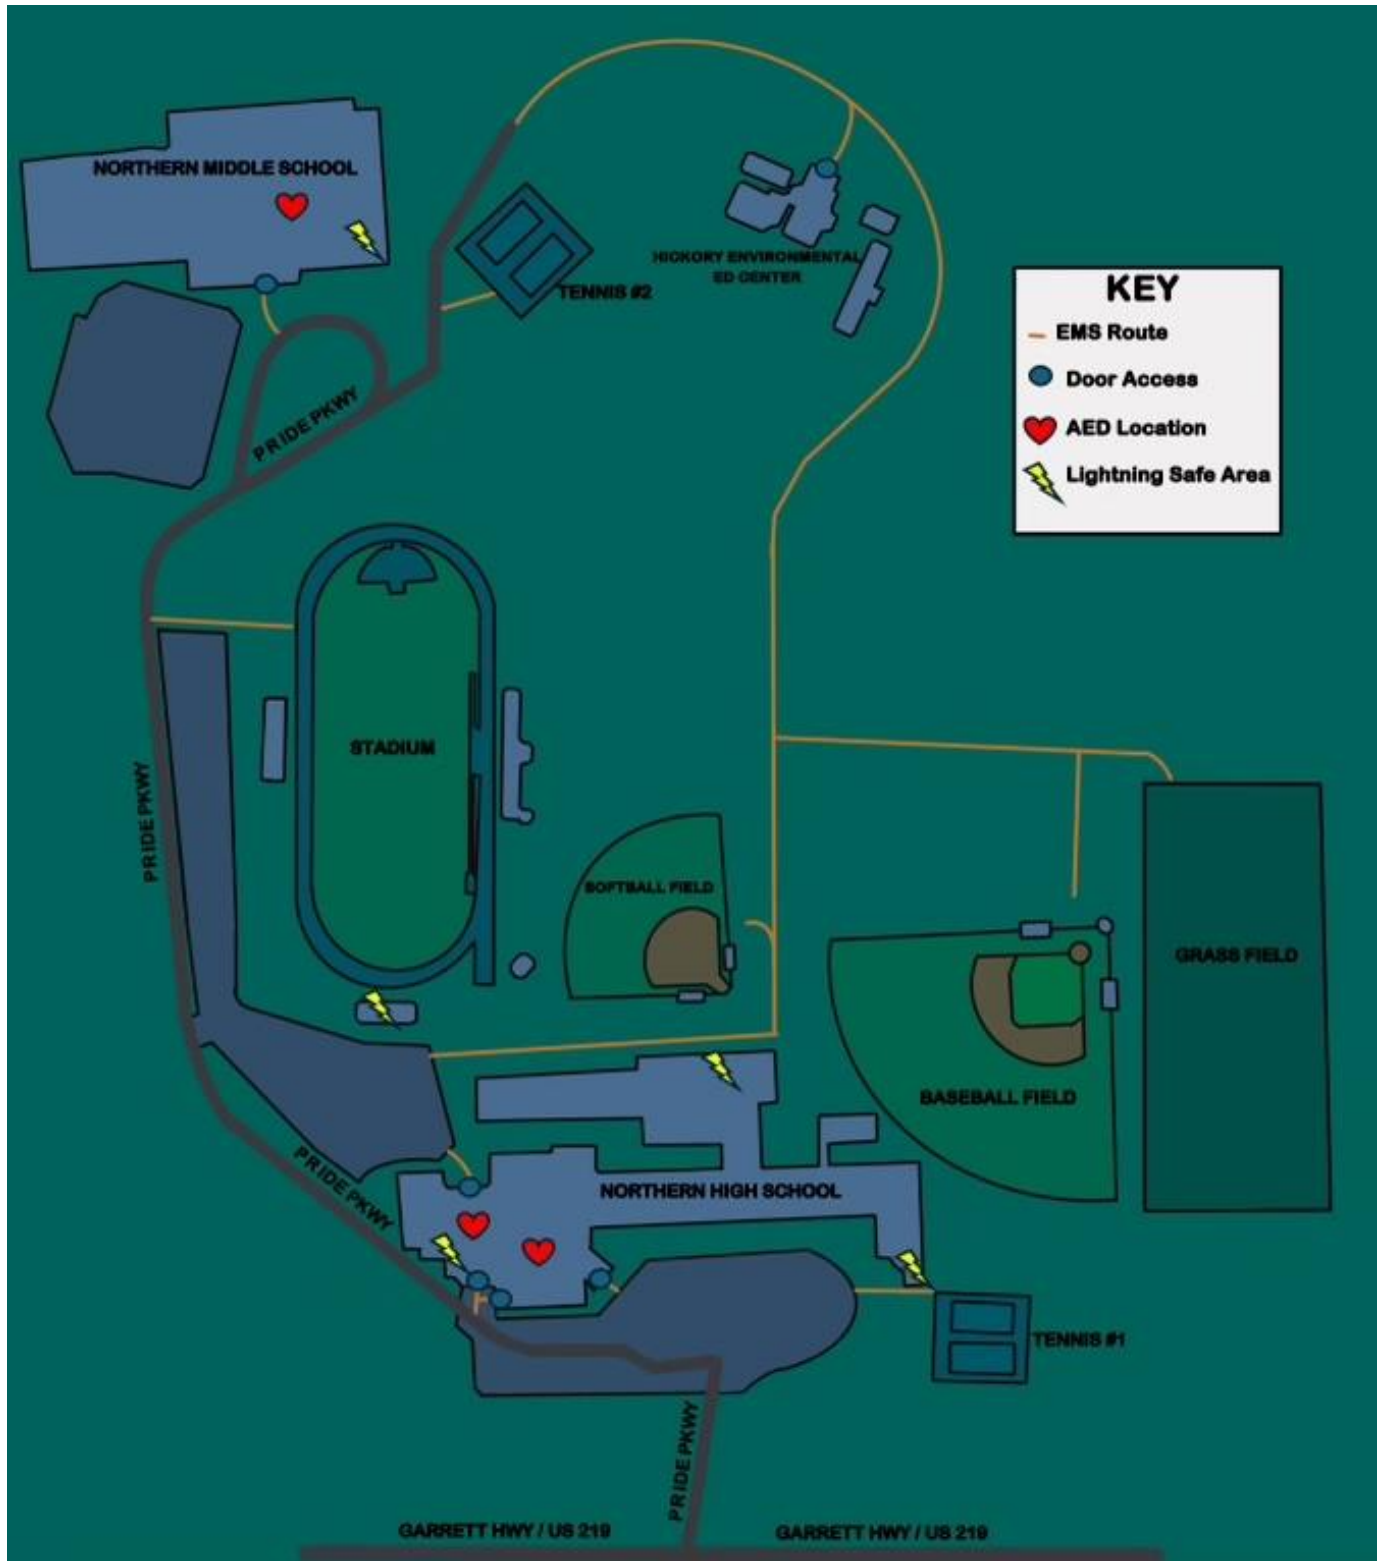 NORTHERN MIDDLE SCHOOL
HICKORY ENVIRONMENTAL
ED CENTER
TENNIS #2
KEY
EMS Route
Door Access
AED Location
Lightning Safe Area
PRIDE PKWY
STADIUM
PRIDE PKWY
SOFTBALL FIELD
GRASS FIELD
BASEBALL FIELD
PRIDE PKWY
NORTHERN HIGH SCHOOL
TENNIS #1
PRIDE PKWY
GARRETT HWY / US 219
GARRETT HWY / US 219